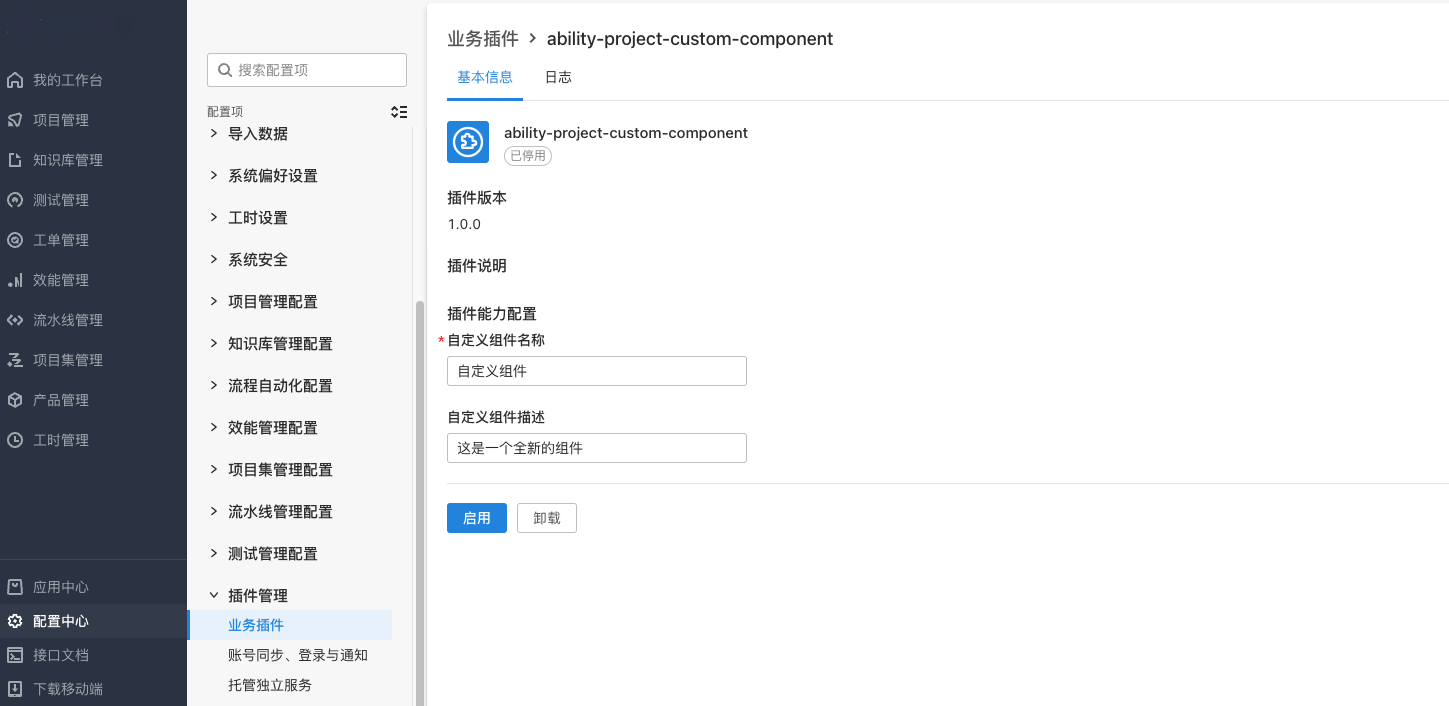 我的工作台
项目管理
知识库管理
测试管理
工单管理
效能管理
流水线管理
项目集管理
产品管理
工时管理
应用中心
配置中心
接口文档
下载移动端
搜索配置项
配置项
导入数据
系统偏好设置
工时设置
系统安全
项目管理配置
知识库管理配置
流程自动化配置
效能管理配置
项目集管理配置
流水线管理配置
测试管理配置
插件管理
业务插件
账号同步、登录与通知
托管独立服务
业务插件 > ability-project-custom-component
基本信息 日志
ability-project-custom-component
已停用
插件版本
1.0.0
插件说明
插件能力配置
* 自定义组件名称
自定义组件
自定义组件描述
这是一个全新的组件
启用 卸载